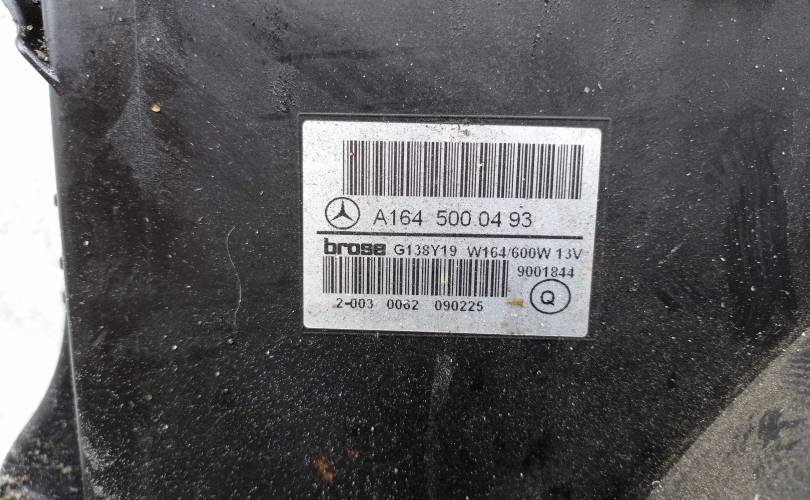 A164 500 04 93
brose G138Y19 W164/600W 13V
9001844
2-003 0062 090225
Q